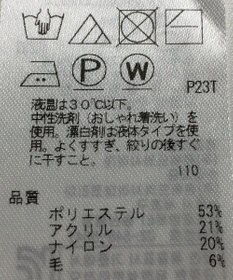 P W P23T
液温は30℃以下。
中性洗剤（おしゃれ着洗い）を
使用。漂白剤は液体タイプを使
用。よくすすぎ、絞りの後すぐ
に干すこと。
110
品質
ポリエステル 53%
アクリル 21%
ナイロン 20%
毛 6%